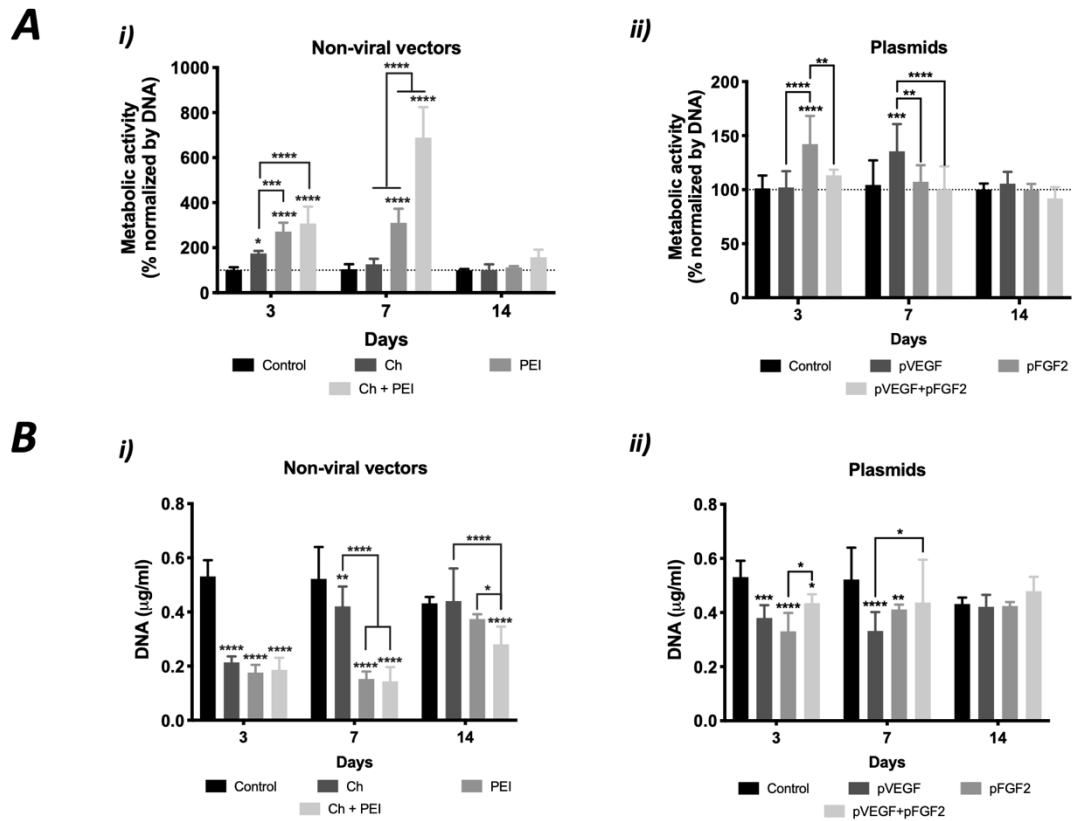 A
i)
Non-viral vectors
Metabolic activity
(% normalized by DNA)
1000
800
600
400
200
0
****
****
****
***
****
****
*
****
****
3
7
14
Days
Control
Ch
PEI
Ch + PEI
ii)
Plasmids
Metabolic activity
(% normalized by DNA)
200
150
100
50
0
**
****
****
****
**
***
3
7
14
Days
Control
pVEGF
pFGF2
pVEGF+pFGF2
B
i)
Non-viral vectors
DNA (µg/ml)
0.8
0.6
0.4
0.2
0.0
****
****
**
*
****
****
****
****
****
****
3
7
14
Days
Control
Ch
PEI
Ch + PEI
ii)
Plasmids
DNA (µg/ml)
0.8
0.6
0.4
0.2
0.0
*
*
***
****
*
****
**
3
7
14
Days
Control
pVEGF
pFGF2
pVEGF+pFGF2